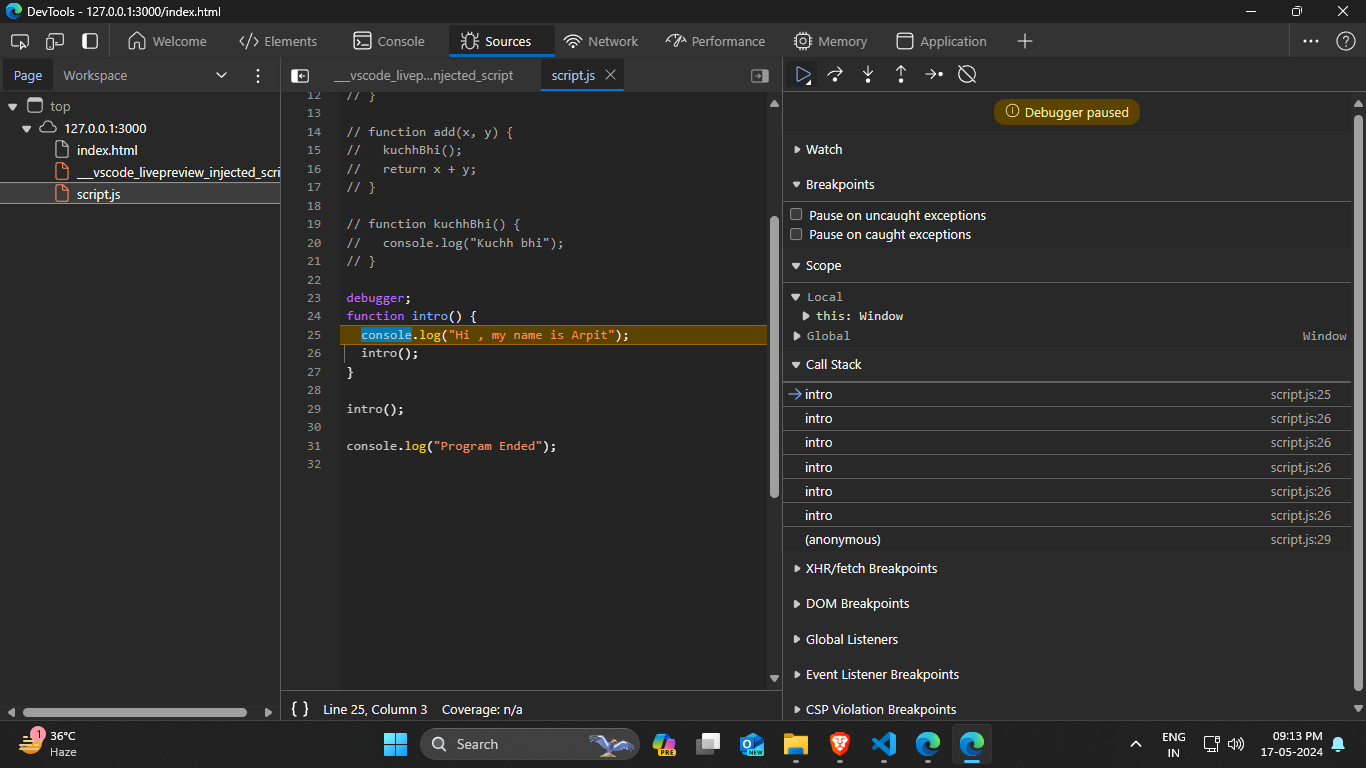 DevTools - 127.0.0.1:3000/index.html
Welcome
Elements
Console
Sources
Network
Performance
Memory
Application
Page
Workspace
__vscode_livep...njected_script
script.js
top
127.0.0.1:3000
index.html
__vscode_livepreview_injected_scri
script.js
12 // }
13
14 // function add(x, y) {
15 //   kuchhBhi();
16 //   return x + y;
17 // }
18
19 // function kuchhBhi() {
20 //   console.log("Kuchh bhi");
21 // }
22
23 debugger;
24 function intro() {
25   console.log("Hi , my name is Arpit");
26   intro();
27 }
28
29 intro();
30
31 console.log("Program Ended");
32
{ } Line 25, Column 3 Coverage: n/a
Debugger paused
Watch
Breakpoints
Pause on uncaught exceptions
Pause on caught exceptions
Scope
Local
this: Window
Global Window
Call Stack
intro script.js:25
intro script.js:26
intro script.js:26
intro script.js:26
intro script.js:26
intro script.js:26
(anonymous) script.js:29
XHR/fetch Breakpoints
DOM Breakpoints
Global Listeners
Event Listener Breakpoints
CSP Violation Breakpoints
1
36°C
Haze
Search
PRE
NEW
ENG
IN
09:13 PM
17-05-2024